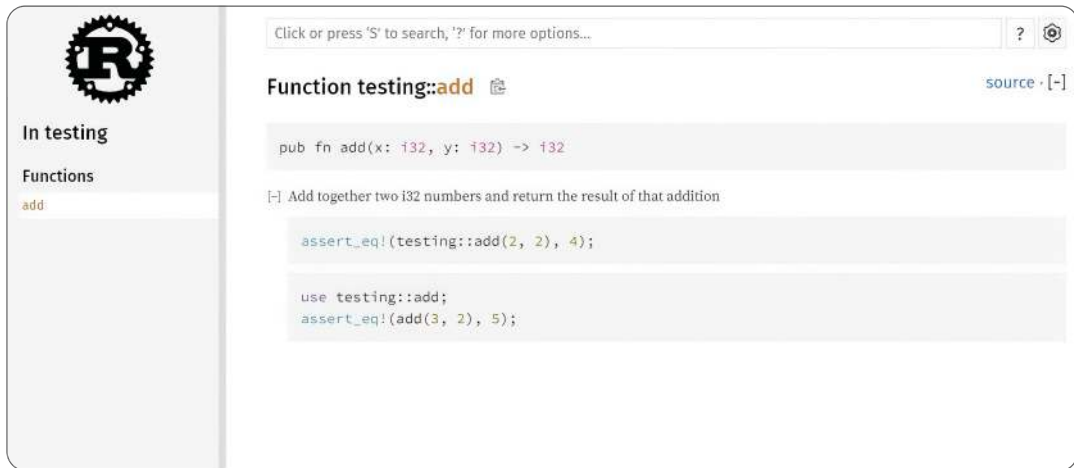 R
Click or press 'S' to search, '?' for more options...
?
Function testing::add
source · [-]
In testing
pub fn add(x: i32, y: i32) -> i32
Functions
add
[-] Add together two i32 numbers and return the result of that addition
assert_eq!(testing::add(2, 2), 4);
use testing::add;
assert_eq!(add(3, 2), 5);